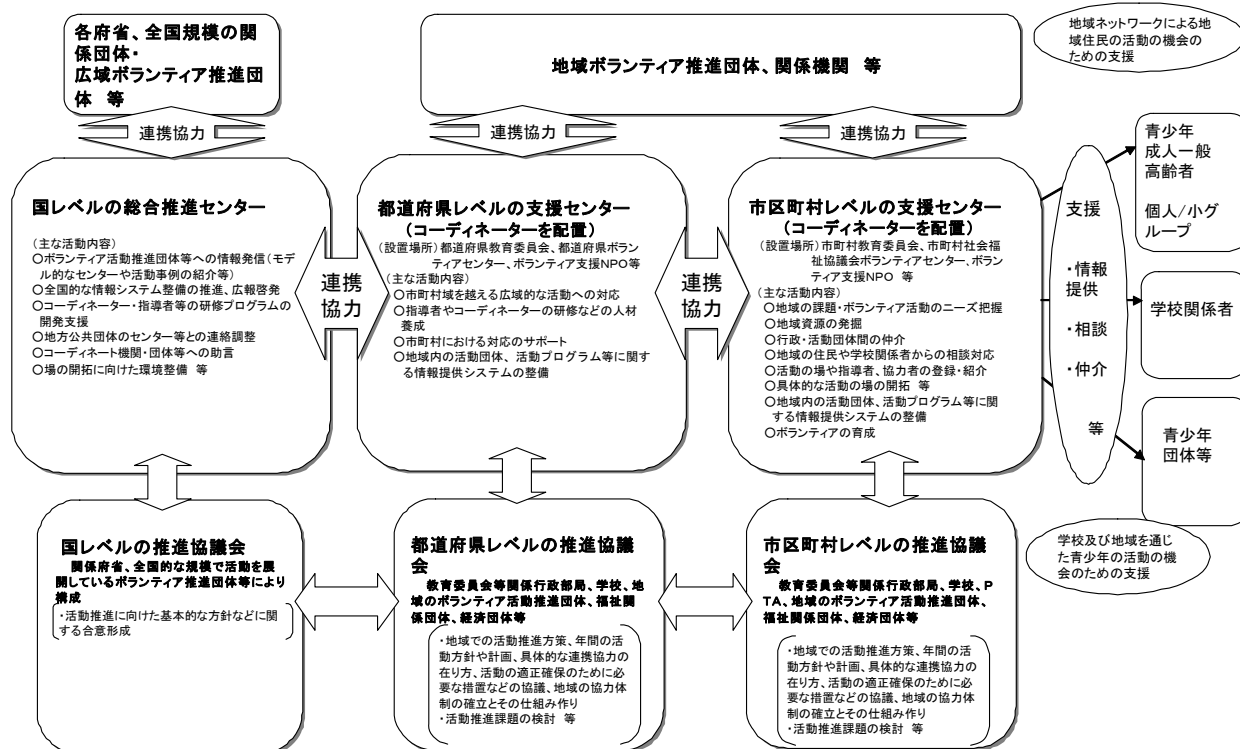 各府省、全国規模の関
係団体・
広域ボランティア推進団
体　等
地域ボランティア推進団体、関係機関　等
地域ネットワークによる地
域住民の活動の機会の
ための支援
連携協力
連携協力
連携協力
国レベルの総合推進センター
（主な活動内容）
○ボランティア活動推進団体等への情報発信（モデ
ル的なセンターや活動事例の紹介等）
○全国的な情報システム整備の推進、広報啓発
○コーディネーター・指導者等の研修プログラムの
開発支援
○地方公共団体のセンター等との連絡調整
○コーディネート機関・団体等への助言
○場の開拓に向けた環境整備　等
連携
協力
都道府県レベルの支援センター
（コーディネーターを配置）
（設置場所）都道府県教育委員会、都道府県ボラン
ティアセンター、ボランティア支援NPO等
（主な活動内容）
○市町村域を越える広域的な活動への対応
○指導者やコーディネーターの研修などの人材
養成
○市町村における対応のサポート
○地域内の活動団体、活動プログラム等に関す
る情報提供システムの整備
連携
協力
市区町村レベルの支援センター
（コーディネーターを配置）
（設置場所）市町村教育委員会、市町村社会福
祉協議会ボランティアセンター、ボラン
ティア支援NPO　等
（主な活動内容）
○地域の課題・ボランティア活動のニーズ把握
○地域資源の発掘
○行政・活動団体間の仲介
○地域の住民や学校関係者からの相談対応
○活動の場や指導者、協力者の登録・紹介
○具体的な活動の場の開拓　等
○地域内の活動団体、活動プログラム等に関
する情報提供システムの整備
○ボランティアの育成
支援
・情報
提供
・相談
・仲介
等
青少年
成人一般
高齢者
個人/小グ
ループ
学校関係者
青少年
団体等
国レベルの推進協議会
関係府省、全国的な規模で活動を展
開しているボランティア推進団体等により
構成
・活動推進に向けた基本的な方針などに関
する合意形成
都道府県レベルの推進協議
会
教育委員会等関係行政部局、学校、地
域のボランティア活動推進団体、福祉関
係団体、経済団体等
・地域での活動推進方策、年間の活
動方針や計画、具体的な連携協力の
在り方、活動の適正確保のために必
要な措置などの協議、地域の協力体
制の確立とその仕組み作り
・活動推進課題の検討　等
市区町村レベルの推進協議
会
教育委員会等関係行政部局、学校、P
TA、地域のボランティア活動推進団体、
福祉関係団体、経済団体等
・地域での活動推進方策、年間の活
動方針や計画、具体的な連携協力の
在り方、活動の適正確保のために必
要な措置などの協議、地域の協力体
制の確立とその仕組み作り
・活動推進課題の検討　等
学校及び地域を通じ
た青少年の活動の機
会のための支援